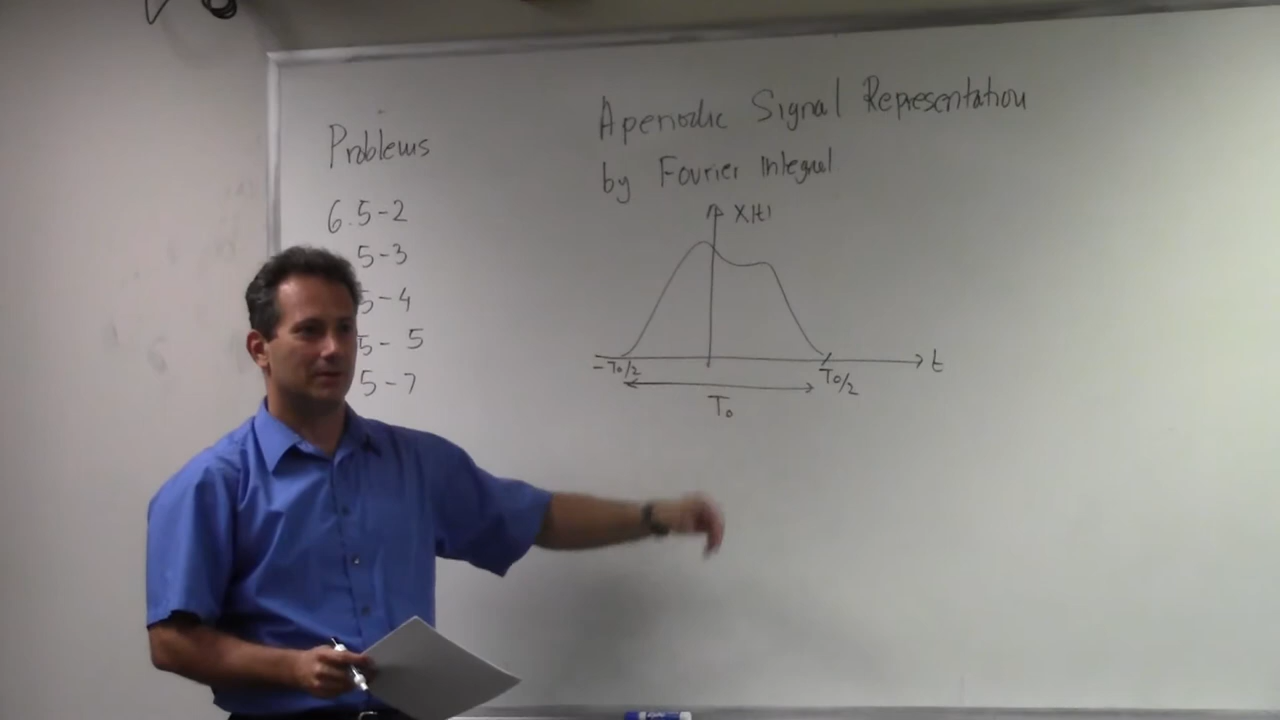 Problems
6.5-2
5-3
5-4
5-5
5-7
Aperiodic Signal Representation
by Fourier Integral
x(t)
-T0/2
T0/2
t
T0